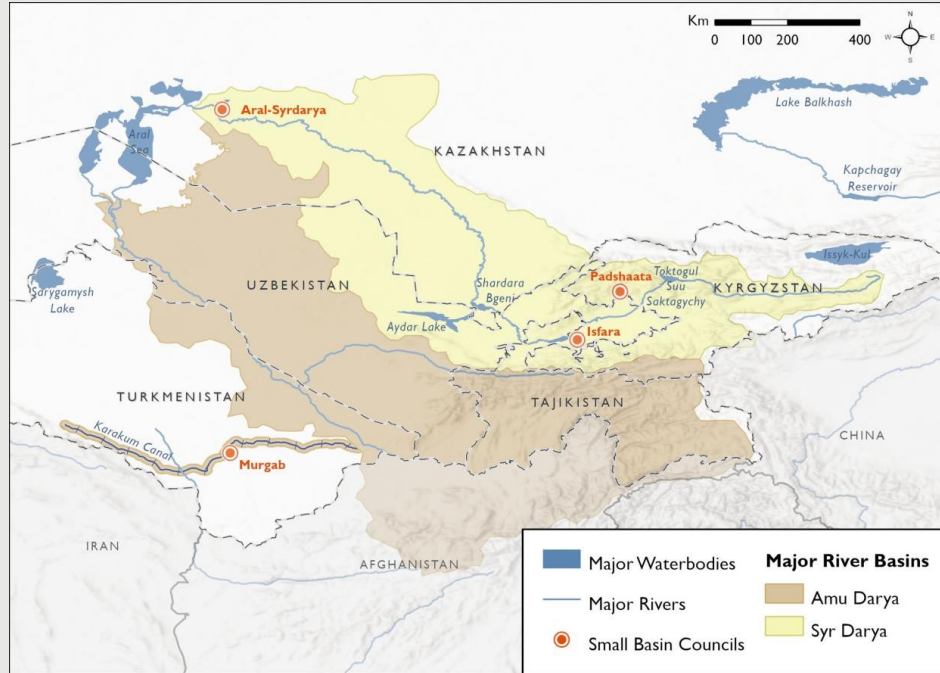 Km
0 100 200 400
N
W E
S
Aral-Syrdarya
Lake Balkhash
Aral
Sea
KAZAKHSTAN
Kapchagay
Reservoir
Issyk-Kul
Padshaata
Toktogul
Suu
Saktagychy
KYRGYZSTAN
Sarygamysh
Lake
UZBEKISTAN
Shardara
Bgeni
Aydar Lake
Isfara
TURKMENISTAN
TAJIKISTAN
Karakum Canal
Murgab
CHINA
IRAN
AFGHANISTAN
Major Waterbodies
Major Rivers
Small Basin Councils
Major River Basins
Amu Darya
Syr Darya